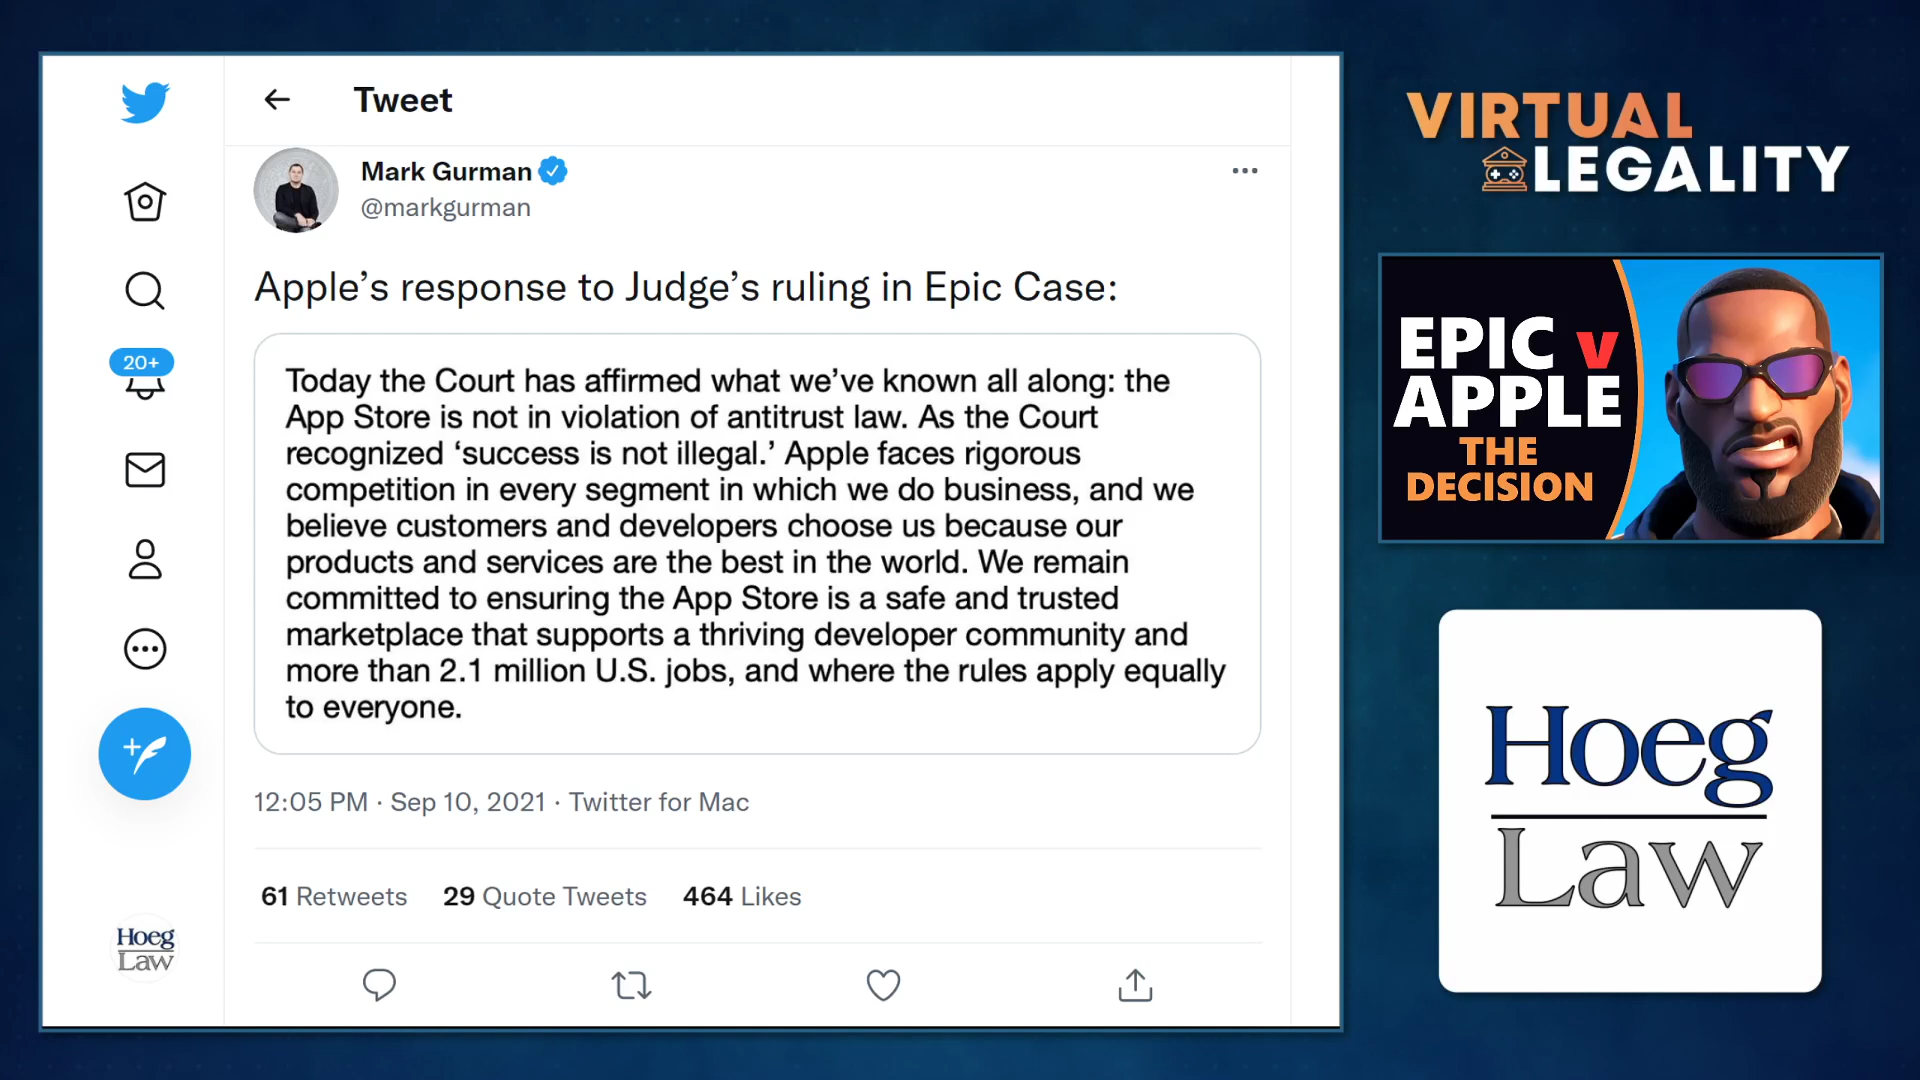 Tweet
Mark Gurman
@markgurman
Apple’s response to Judge’s ruling in Epic Case:
Today the Court has affirmed what we’ve known all along: the
App Store is not in violation of antitrust law. As the Court
recognized ‘success is not illegal.’ Apple faces rigorous
competition in every segment in which we do business, and we
believe customers and developers choose us because our
products and services are the best in the world. We remain
committed to ensuring the App Store is a safe and trusted
marketplace that supports a thriving developer community and
more than 2.1 million U.S. jobs, and where the rules apply equally
to everyone.
12:05 PM · Sep 10, 2021 · Twitter for Mac
61 Retweets 29 Quote Tweets 464 Likes
20+
Hoeg
Law
VIRTUAL
LEGALITY
EPIC v
APPLE
THE
DECISION
Hoeg
Law